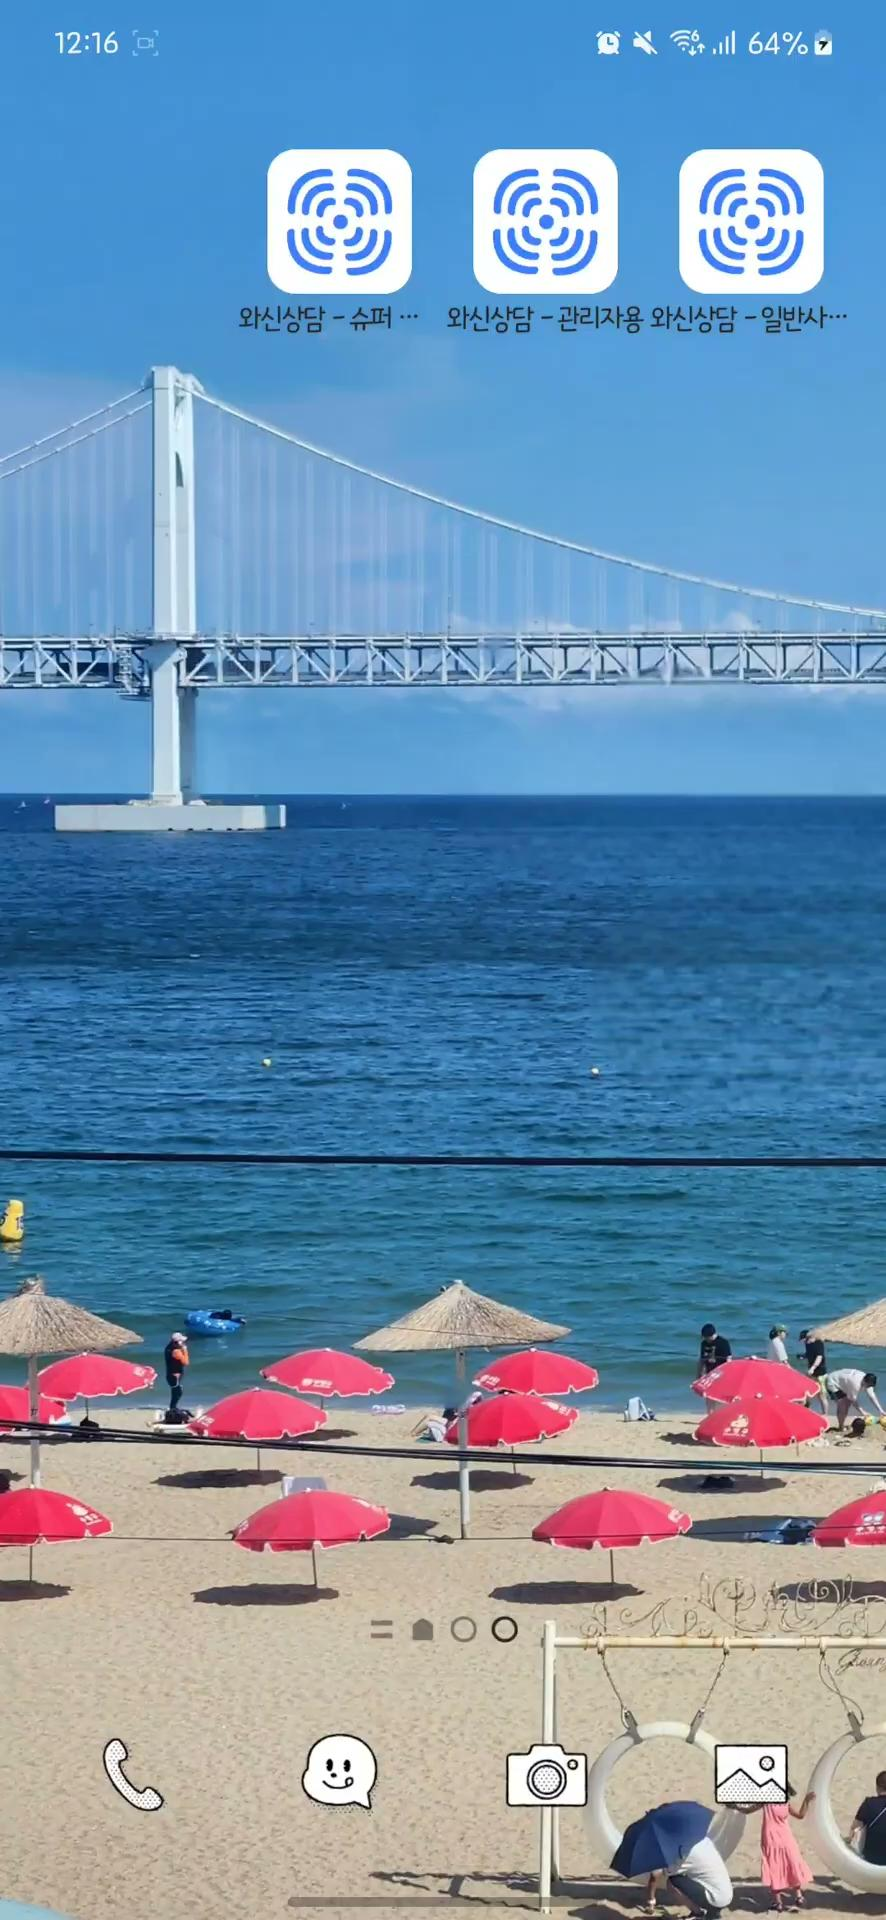 12:16
64%
와신상담 - 슈퍼 ...
와신상담 - 관리자용
와신상담 - 일반사...